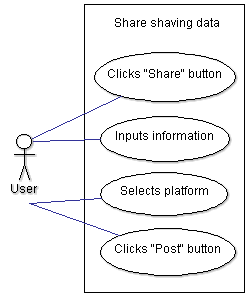 Share shaving data
Clicks "Share" button
Inputs information
User
Selects platform
Clicks "Post" button